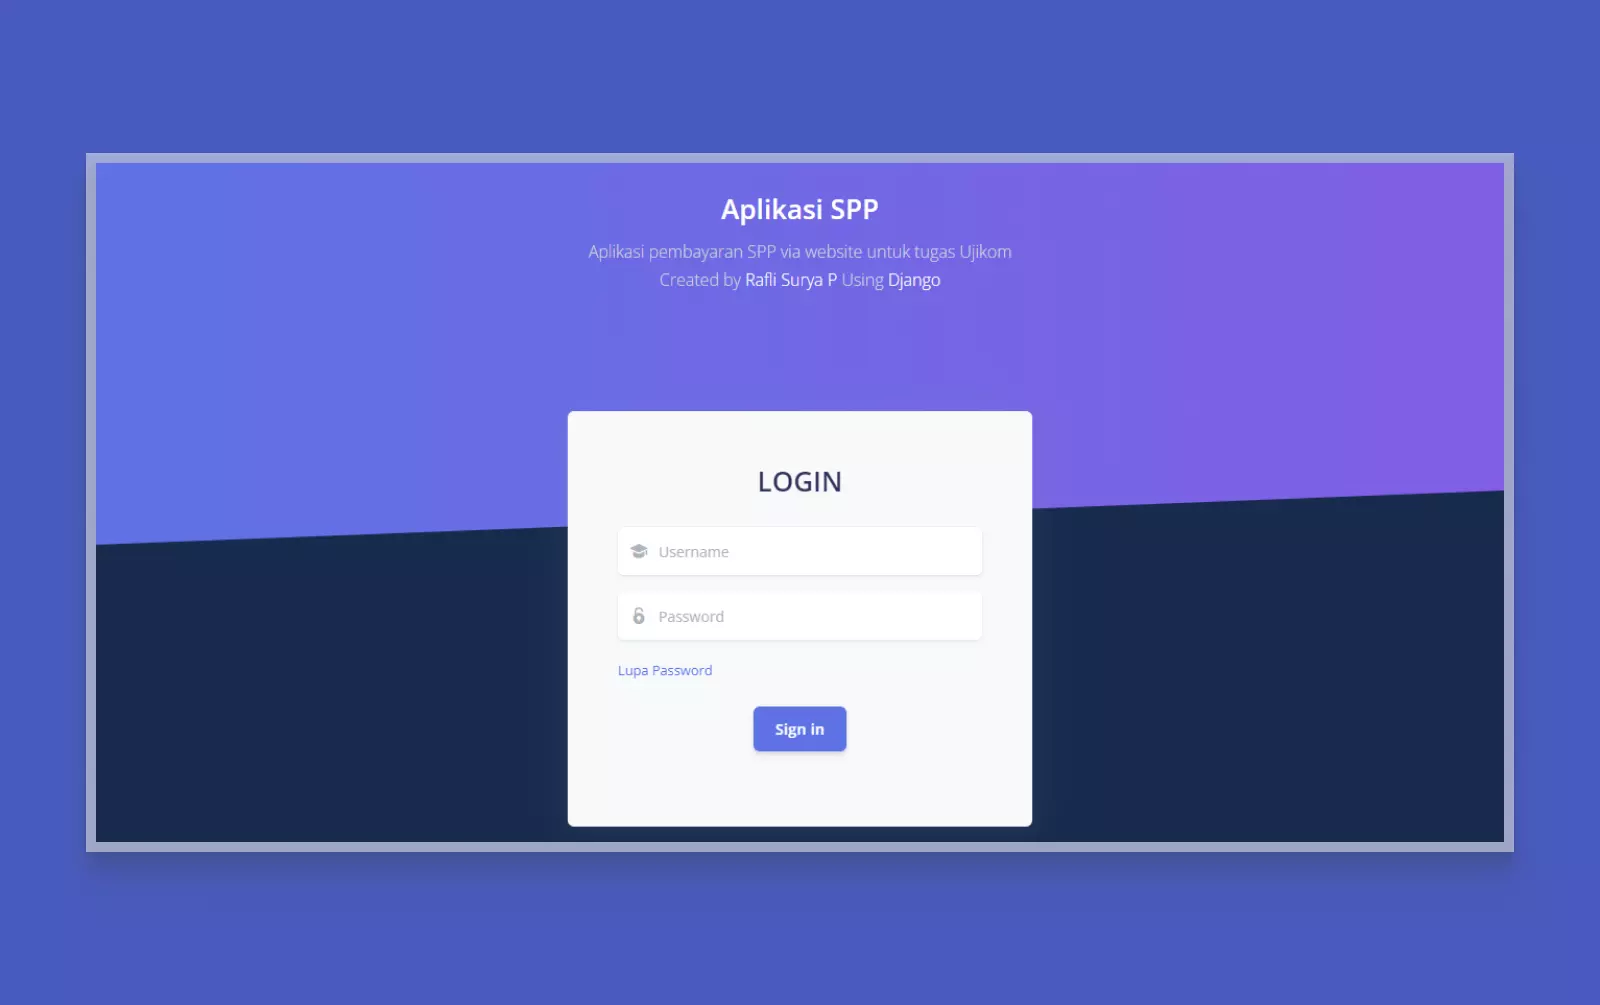 Aplikasi SPP
Aplikasi pembayaran SPP via website untuk tugas Ujikom
Created by Rafli Surya P Using Django
LOGIN
Username
Password
Lupa Password
Sign in